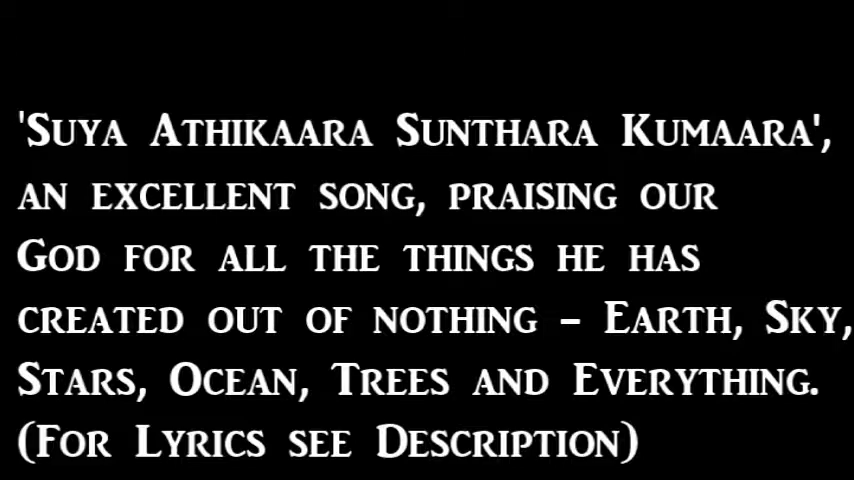 'Suya Athikaara Sunthara Kumaara',
an excellent song, praising our
God for all the things he has
created out of nothing – Earth, Sky,
Stars, Ocean, Trees and Everything.
(For Lyrics see Description)